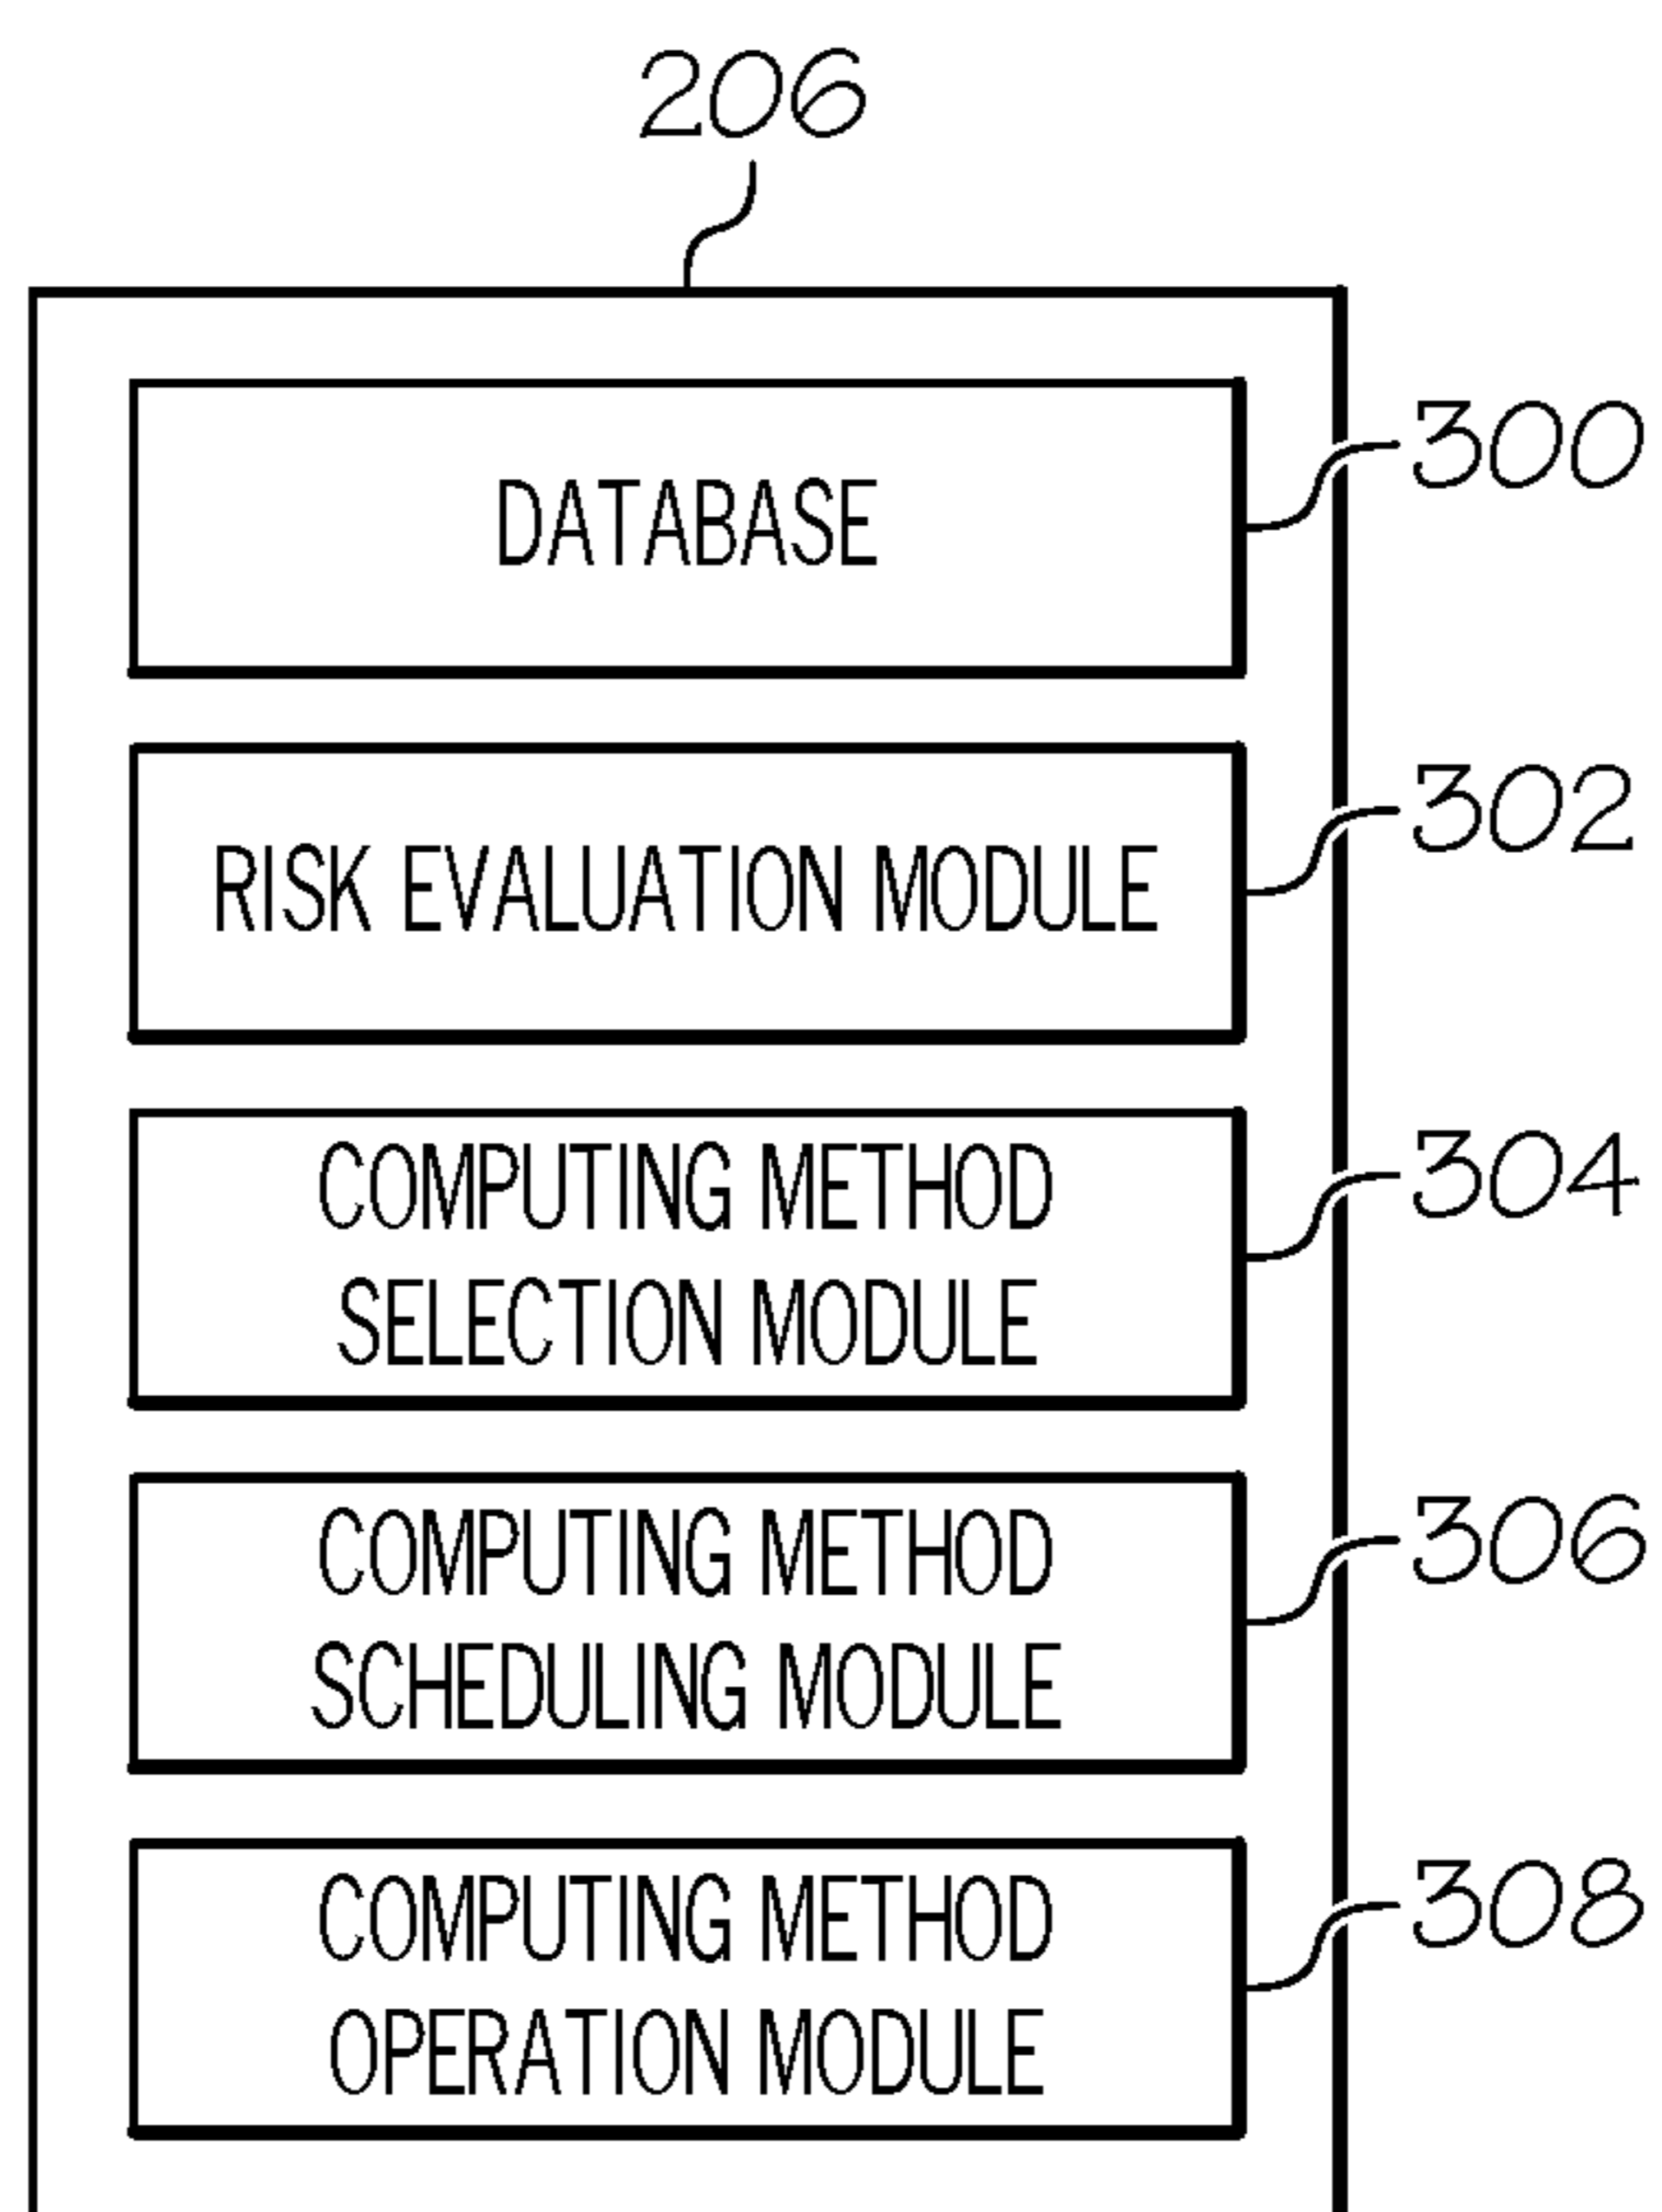 206
DATABASE
300
RISK EVALUATION MODULE
302
COMPUTING METHOD
SELECTION MODULE
304
COMPUTING METHOD
SCHEDULING MODULE
306
COMPUTING METHOD
OPERATION MODULE
308